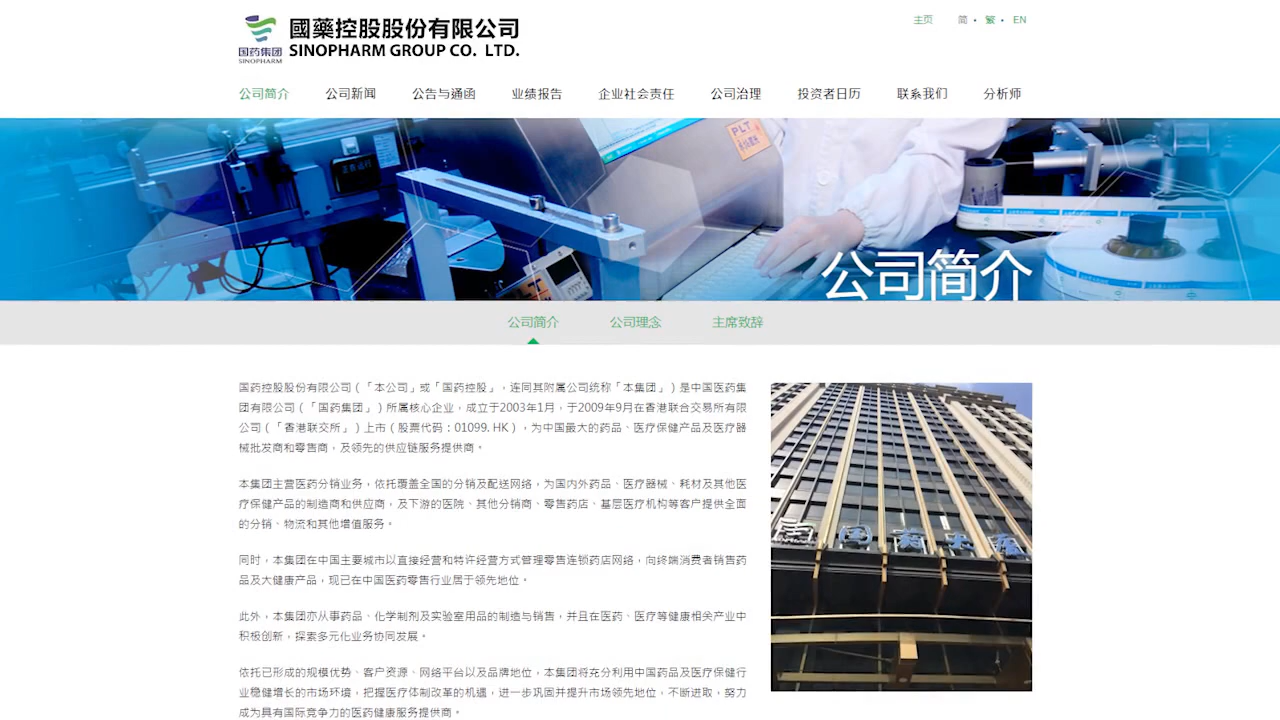 國藥控股股份有限公司
国药集团
SINOPHARM
SINOPHARM GROUP CO. LTD.
主页 简 • 繁 • EN
公司简介 公司新闻 公告与通函 业绩报告 企业社会责任 公司治理 投资者日历 联系我们 分析师
PLT
公司简介
公司简介 公司理念 主席致辞
国药控股股份有限公司(「本公司」或「国药控股」,连同其附属公司统称「本集团」)是中国医药集
团有限公司(「国药集团」)所属核心企业,成立于2003年1月,于2009年9月在香港联合交易所有限
公司(「香港联交所」)上市(股票代码:01099.HK),为中国最大的药品、医疗保健产品及医疗器
械批发商和零售商,及领先的供应链服务提供商。
本集团主营医药分销业务,依托覆盖全国的分销及配送网络,为国内外药品、医疗器械、耗材及其他医
疗保健产品的制造商和供应商,及下游的医院、其他分销商、零售药店、基层医疗机构等客户提供全面
的分销、物流和其他增值服务。
同时,本集团在中国主要城市以直接经营和特许经营方式管理零售连锁药店网络,向终端消费者销售药
品及大健康产品,现已在中国医药零售行业居于领先地位。
此外,本集团亦从事药品、化学制剂及实验室用品的制造与销售,并且在医药、医疗等健康相关产业中
积极创新,探索多元化业务协同发展。
依托已形成的规模优势、客户资源、网络平台以及品牌地位,本集团将充分利用中国药品及医疗保健行
业稳健增长的市场环境,把握医疗体制改革的机遇,进一步巩固并提升市场领先地位,不断进取,努力
成为具有国际竞争力的医药健康服务提供商。
国药控股